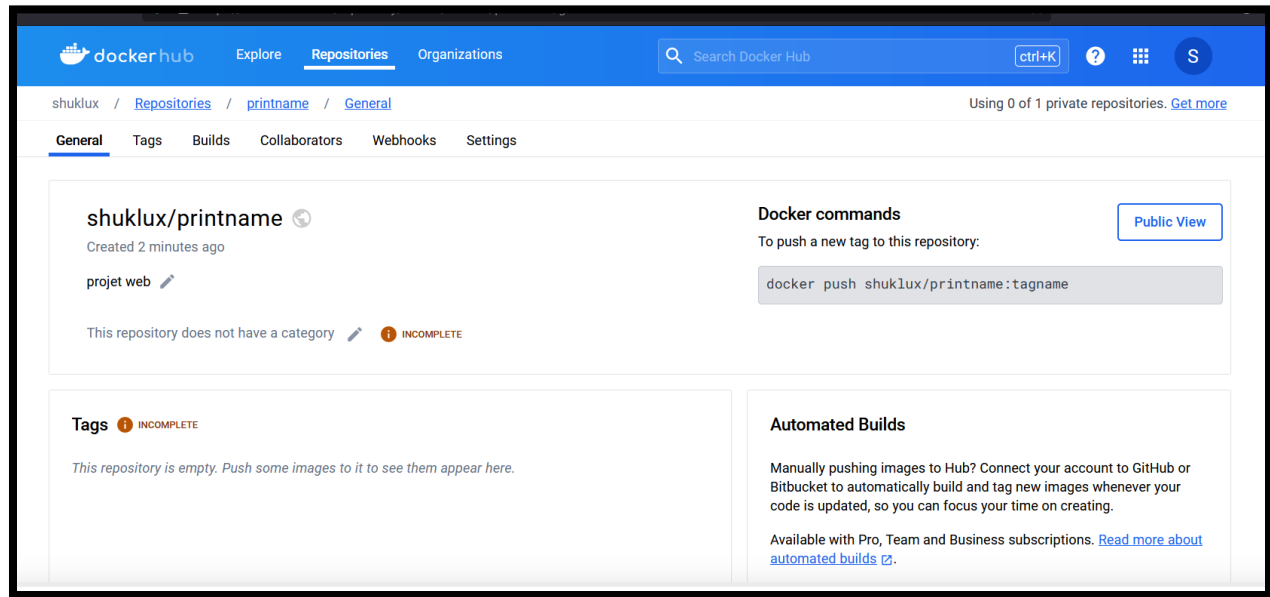 dockerhub
Explore
Repositories
Organizations
Search Docker Hub
ctrl+K
?
S
shuklux / Repositories / printname / General
Using 0 of 1 private repositories. Get more
General
Tags
Builds
Collaborators
Webhooks
Settings
shuklux/printname
Created 2 minutes ago
projet web
This repository does not have a category
INCOMPLETE
Docker commands
Public View
To push a new tag to this repository:
docker push shuklux/printname:tagname
Tags
INCOMPLETE
This repository is empty. Push some images to it to see them appear here.
Automated Builds
Manually pushing images to Hub? Connect your account to GitHub or
Bitbucket to automatically build and tag new images whenever your
code is updated, so you can focus your time on creating.
Available with Pro, Team and Business subscriptions. Read more about
automated builds.